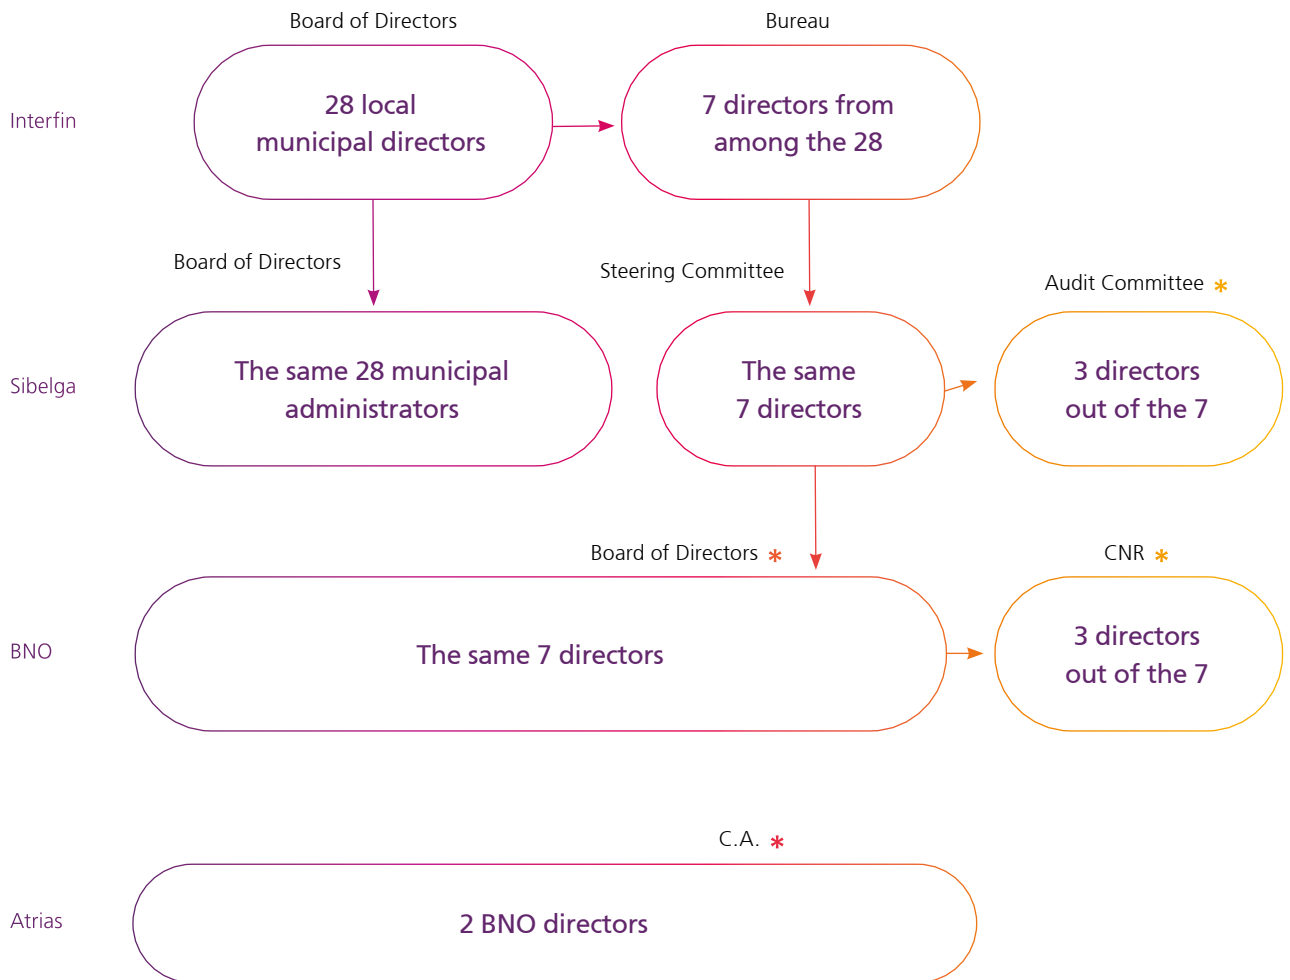 Board of Directors
Bureau
Interfin
28 local
municipal directors
7 directors from
among the 28
Board of Directors
Steering Committee
Audit Committee *
Sibelga
The same 28 municipal
administrators
The same
7 directors
3 directors
out of the 7
Board of Directors *
CNR *
BNO
The same 7 directors
3 directors
out of the 7
C.A. *
Atrias
2 BNO directors